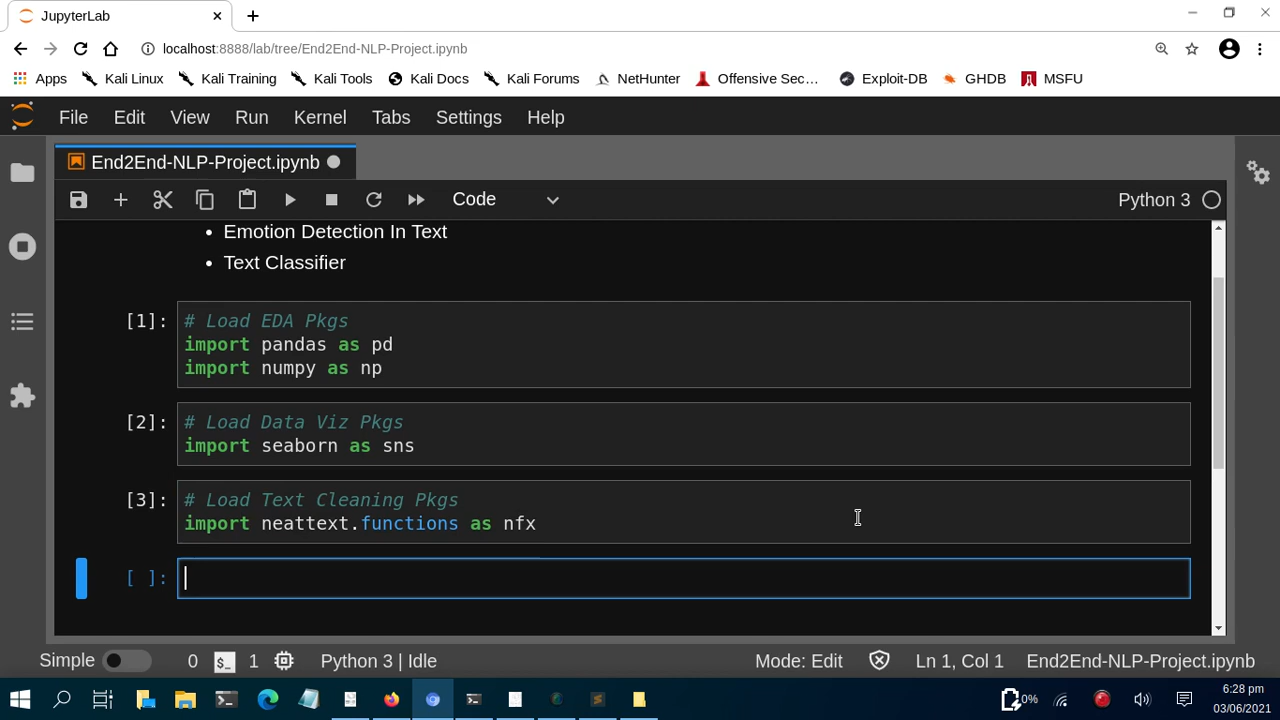 JupyterLab
localhost:8888/lab/tree/End2End-NLP-Project.ipynb
Apps Kali Linux Kali Training Kali Tools Kali Docs Kali Forums NetHunter Offensive Sec... Exploit-DB GHDB MSFU
File Edit View Run Kernel Tabs Settings Help
End2End-NLP-Project.ipynb
Code Python 3
• Emotion Detection In Text
• Text Classifier
[1]: # Load EDA Pkgs
import pandas as pd
import numpy as np
[2]: # Load Data Viz Pkgs
import seaborn as sns
[3]: # Load Text Cleaning Pkgs
import neattext.functions as nfx
[ ]:
Simple 0 $_ 1 Python 3 | Idle Mode: Edit Ln 1, Col 1 End2End-NLP-Project.ipynb
0% 6:28 pm
03/06/2021